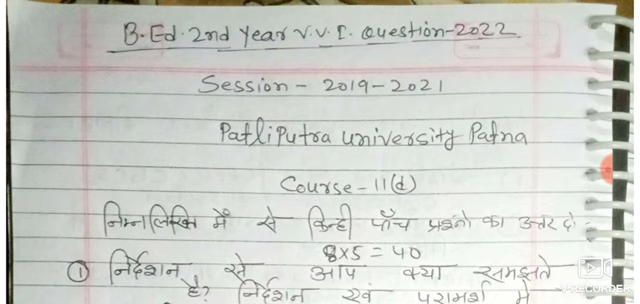 B.Ed. 2nd Year V.V.I. Question-2022
Session - 2019-2021
PatliPutra university Patna
Course-11(d)
निम्नलिखित में से किन्ही पाँच प्रश्नो का उत्तर दो -
8x5=40
① निर्देशन से आप क्या समझते
है? निर्देशन एवं परामर्श में
VRECORDER